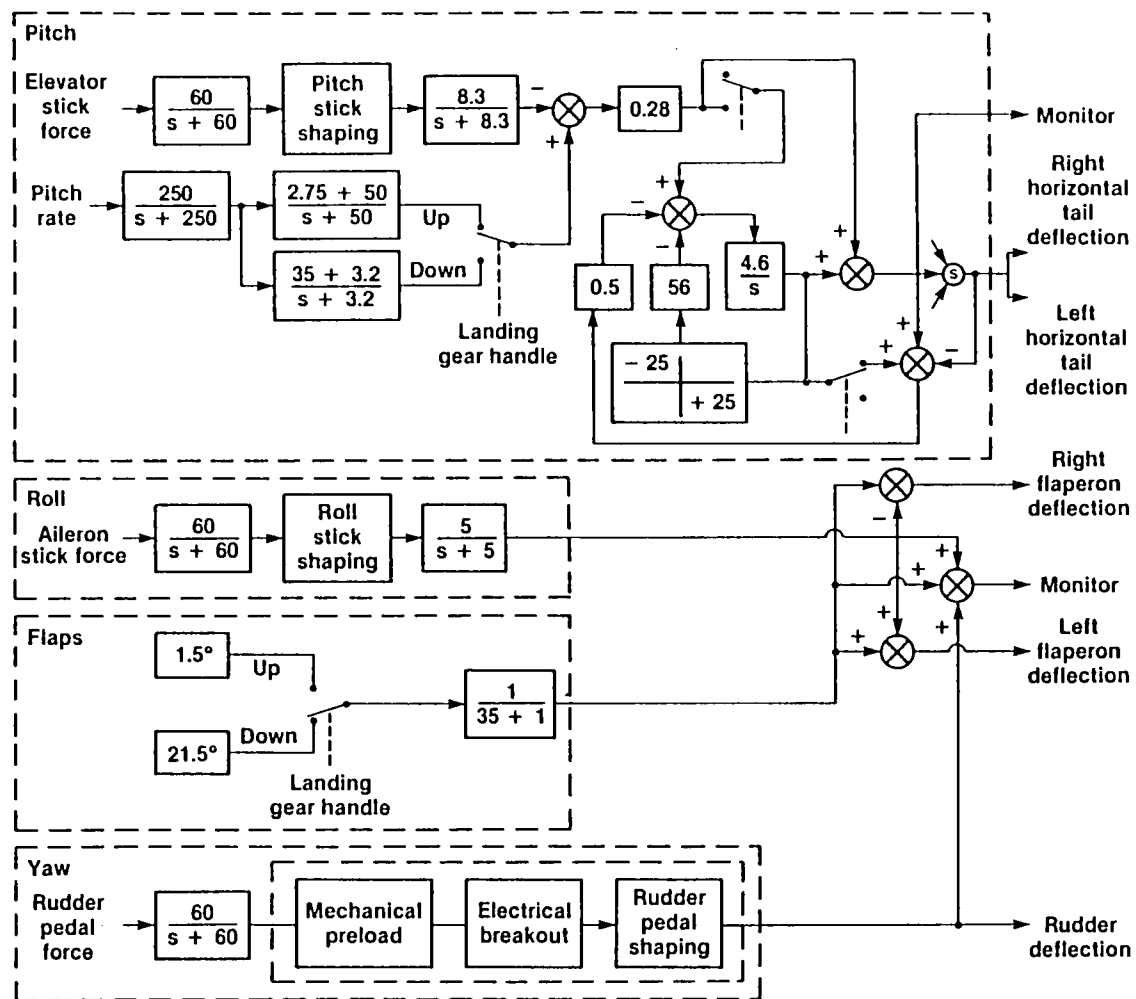 Pitch
Elevator
stick
force
60
s + 60
Pitch
stick
shaping
8.3
s + 8.3
−
+
0.28
Pitch
rate
250
s + 250
2.75 + 50
s + 50
Up
35 + 3.2
s + 3.2
Down
Landing
gear handle
+
−
−
0.5
56
4.6
s
− 25
+ 25
+
+
s
+
+
−
Monitor
Right
horizontal
tail
deflection
Left
horizontal
tail
deflection
Roll
Aileron
stick force
60
s + 60
Roll
stick
shaping
5
s + 5
Right
flaperon
deflection
−
+
+
Monitor
+
+
+
Left
flaperon
deflection
Flaps
1.5°
Up
21.5°
Down
Landing
gear handle
1
35 + 1
Yaw
Rudder
pedal
force
60
s + 60
Mechanical
preload
Electrical
breakout
Rudder
pedal
shaping
Rudder
deflection